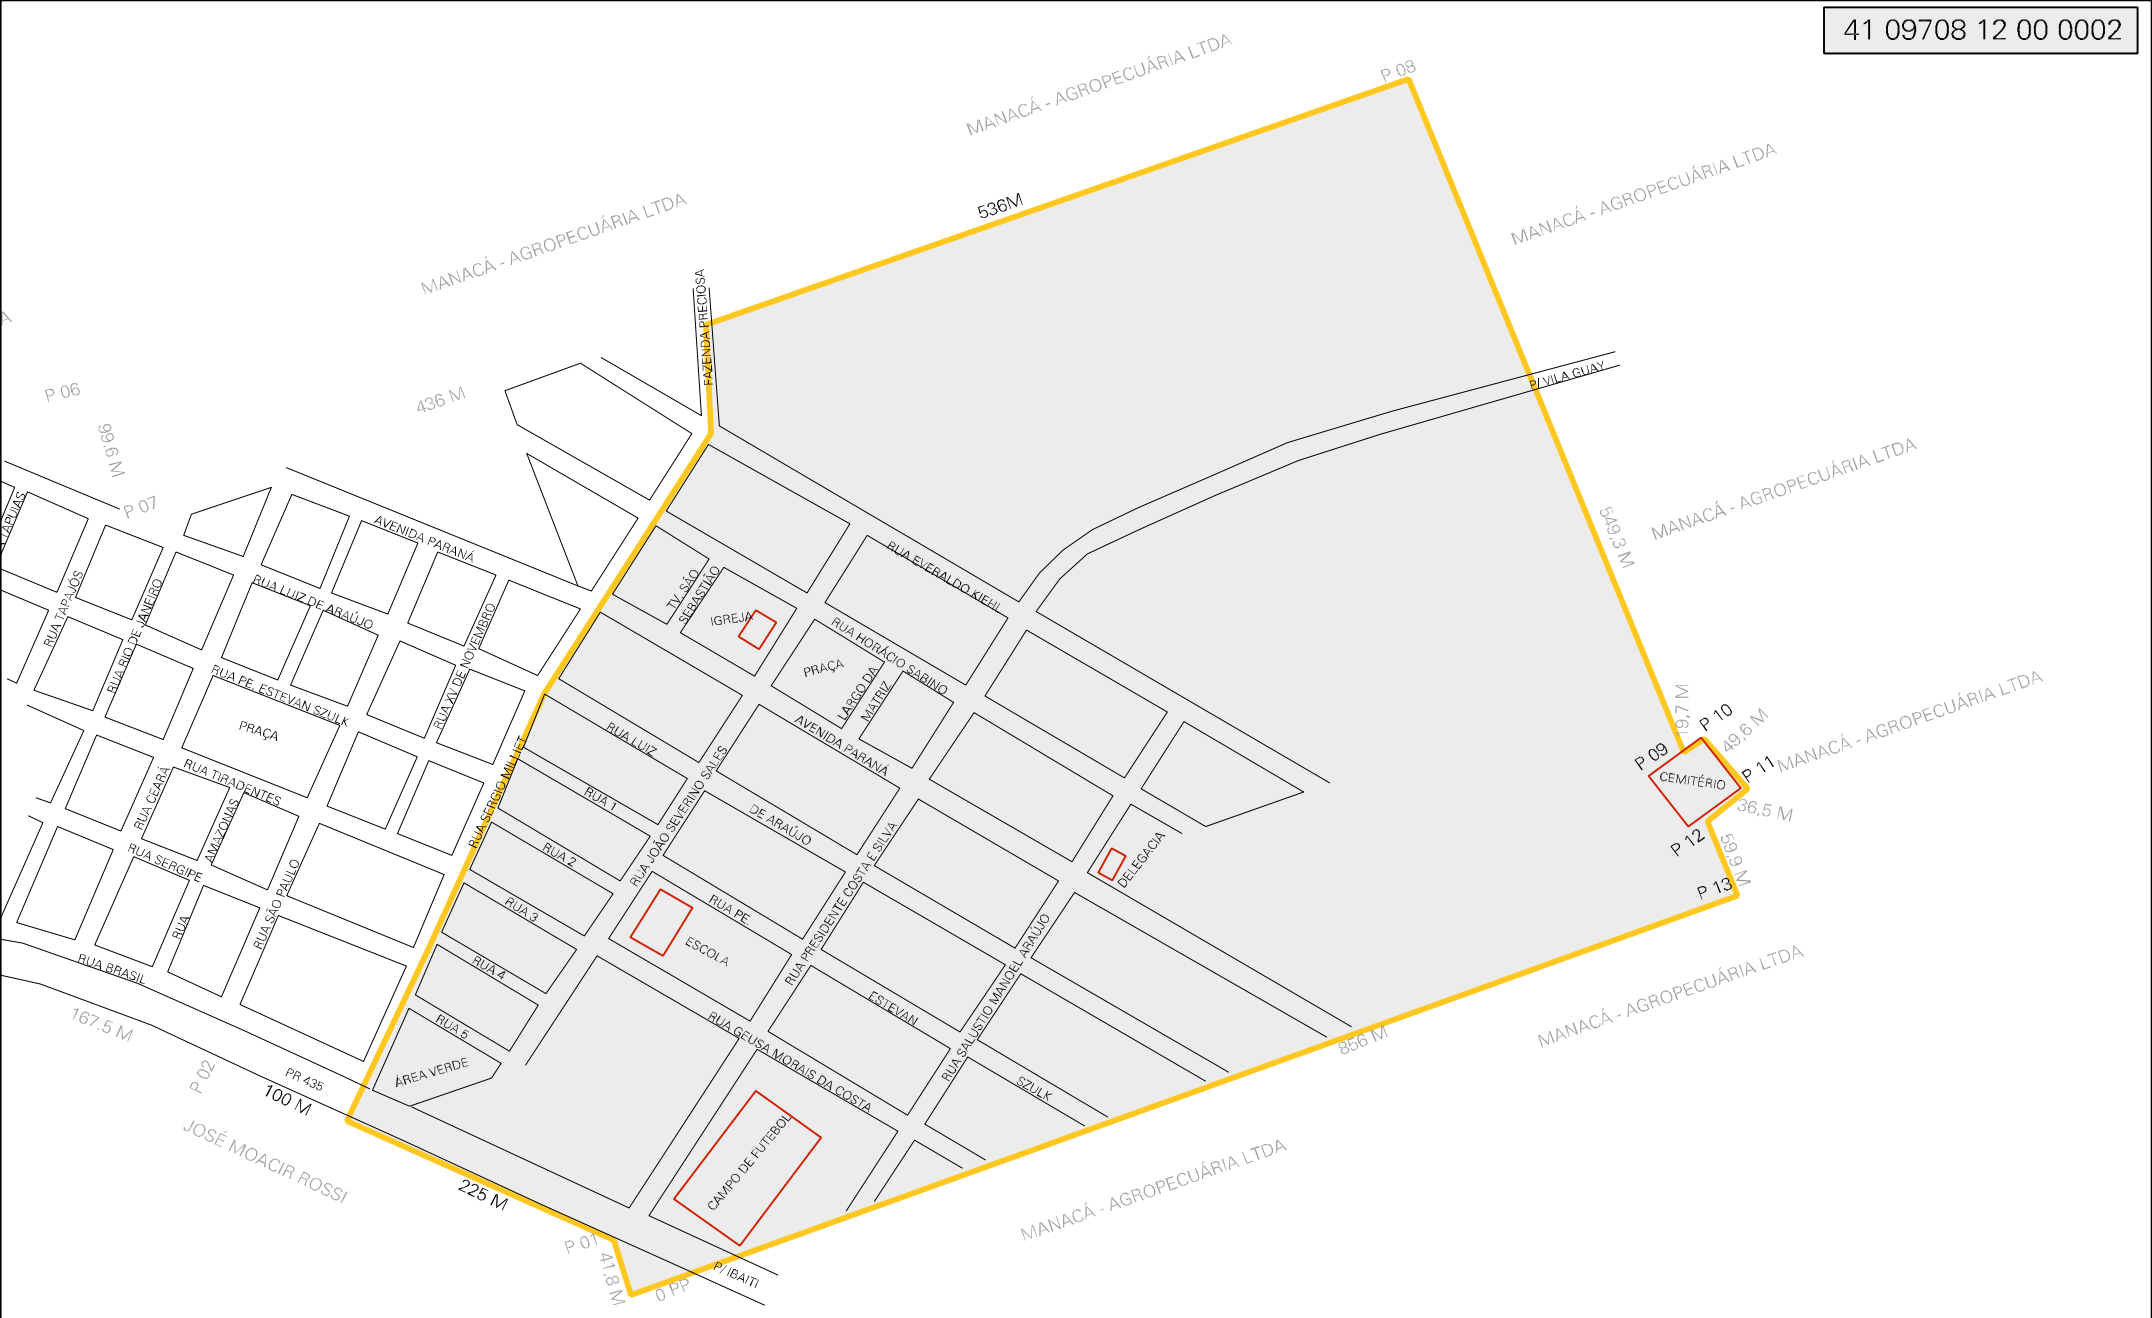 41 09708 12 00 0002
P 08
MANACÁ - AGROPECUÁRIA LTDA
MANACÁ - AGROPECUÁRIA LTDA
536M
MANACÁ - AGROPECUÁRIA LTDA
FAZENDA PRECIOSA
A
P/ VILA GUAY
P 06
436 M
99.6 M
P 07
MANACÁ - AGROPECUÁRIA LTDA
549,3 M
TAPUIAS
AVENIDA PARANÁ
RUA EVERALDO KIEHL
RUA TAPAJÓS
RUA RIO DE JANEIRO
RUA LUIZ DE ARAÚJO
RUA XV DE NOVEMBRO
TV. SÃO
SEBASTIÃO
IGREJA
RUA HORÁCIO SABINO
PRAÇA
LARGO DA
MATRIZ
RUA PE. ESTEVAN SZULK
PRAÇA
19,7 M
P 10
49,6 M
MANACÁ - AGROPECUÁRIA LTDA
P 09
CEMITÉRIO
P 11
36,5 M
P 12
59,9 M
P 13
RUA LUIZ
AVENIDA PARANÁ
RUA TIRADENTES
RUA CEARÁ
AMAZONAS
RUA SERGIO MILLIET
RUA 1
RUA JOÃO SEVERINO SALES
DE ARAÚJO
RUA PRESIDENTE COSTA E SILVA
DELEGACIA
RUA SERGIPE
RUA
RUA SÃO PAULO
RUA 2
RUA 3
RUA PE.
ESCOLA
RUA 4
RUA BRASIL
ESTEVAN
RUA SALUSTIO MANOEL ARAÚJO
MANACÁ - AGROPECUÁRIA LTDA
856 M
167.5 M
RUA 5
RUA GEUSA MORAIS DA COSTA
ÁREA VERDE
SZULK
P 02
PR 435
100 M
JOSÉ MOACIR ROSSI
CAMPO DE FUTEBOL
MANACÁ - AGROPECUÁRIA LTDA
225 M
P 01
41,8 M
0 PP
P/ IBAITI